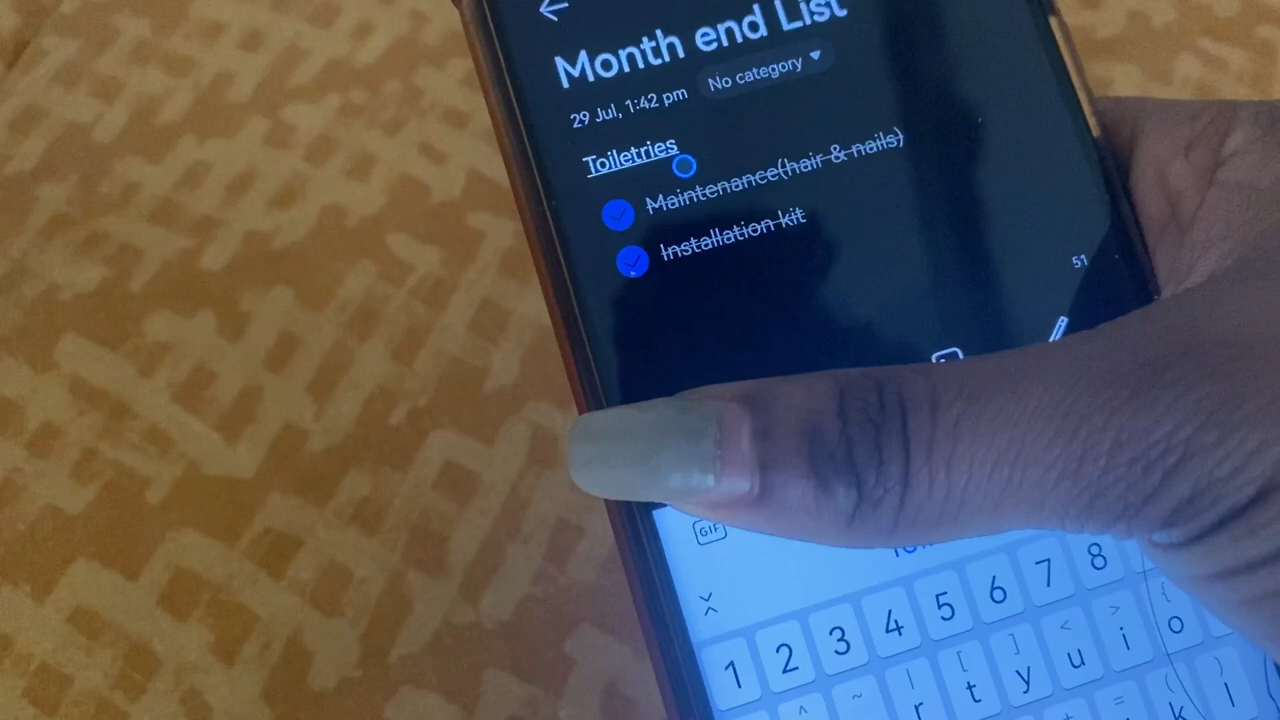 Month end List
29 Jul, 1:42 pm No category
Toiletries
Maintenance(hair & nails)
Installation kit
51
GIF
1 2 3 4 5 6 7 8
[ ] < > {
r t y u i o
^ ~ | = ( )
k l